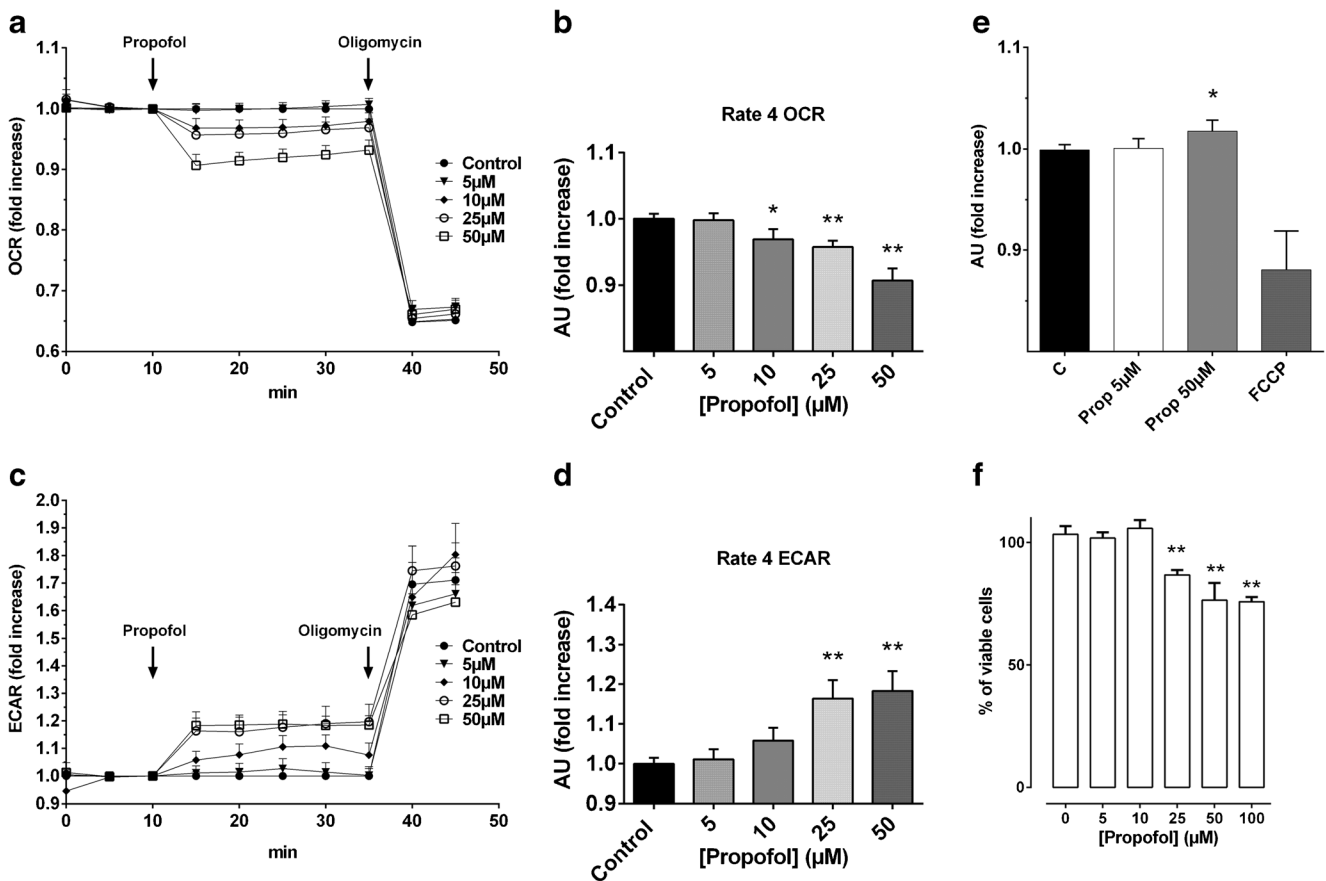 a
Propofol
Oligomycin
OCR (fold increase)
1.1
1.0
0.9
0.8
0.7
0.6
0 10 20 30 40 50
min
Control
5µM
10µM
25µM
50µM
b
Rate 4 OCR
AU (fold increase)
1.1
1.0
0.9
* ** **
Control 5 10 25 50
[Propofol] (µM)
e
AU (fold increase)
1.1
1.0
0.9
*
C Prop 5µM Prop 50µM FCCP
c
Propofol
Oligomycin
ECAR (fold increase)
2.0
1.9
1.8
1.7
1.6
1.5
1.4
1.3
1.2
1.1
1.0
0.9
0 10 20 30 40 50
min
Control
5µM
10µM
25µM
50µM
d
Rate 4 ECAR
AU (fold increase)
1.4
1.3
1.2
1.1
1.0
0.9
** **
Control 5 10 25 50
[Propofol] (µM)
f
% of viable cells
100
50
0
** ** **
0 5 10 25 50 100
[Propofol] (µM)